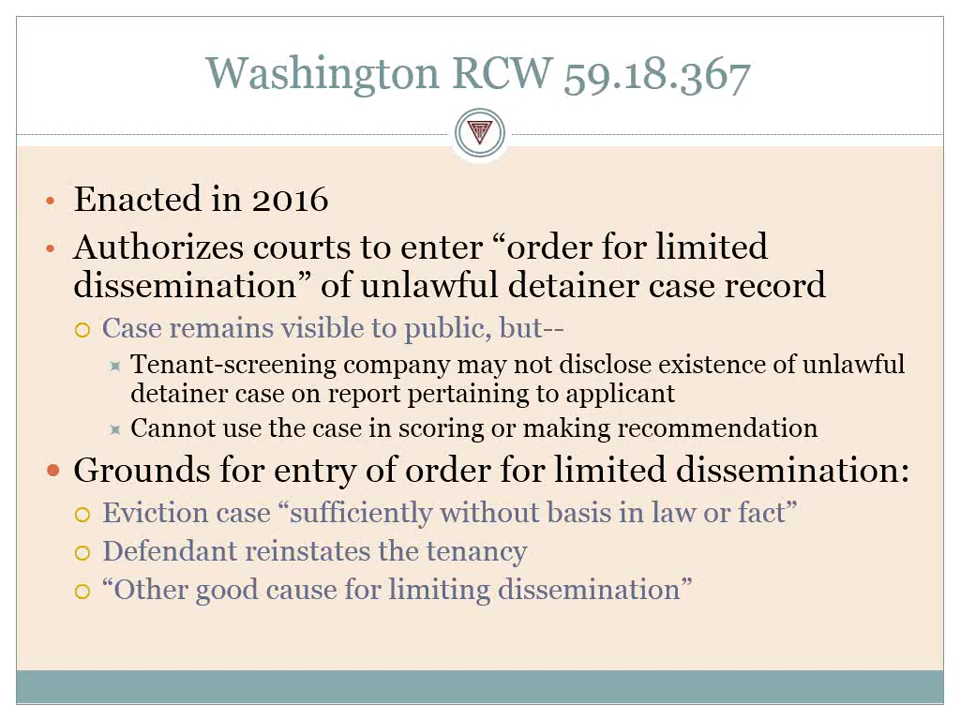 Washington RCW 59.18.367
• Enacted in 2016
• Authorizes courts to enter “order for limited
dissemination” of unlawful detainer case record
Case remains visible to public, but--
Tenant-screening company may not disclose existence of unlawful
detainer case on report pertaining to applicant
Cannot use the case in scoring or making recommendation
• Grounds for entry of order for limited dissemination:
Eviction case “sufficiently without basis in law or fact”
Defendant reinstates the tenancy
“Other good cause for limiting dissemination”